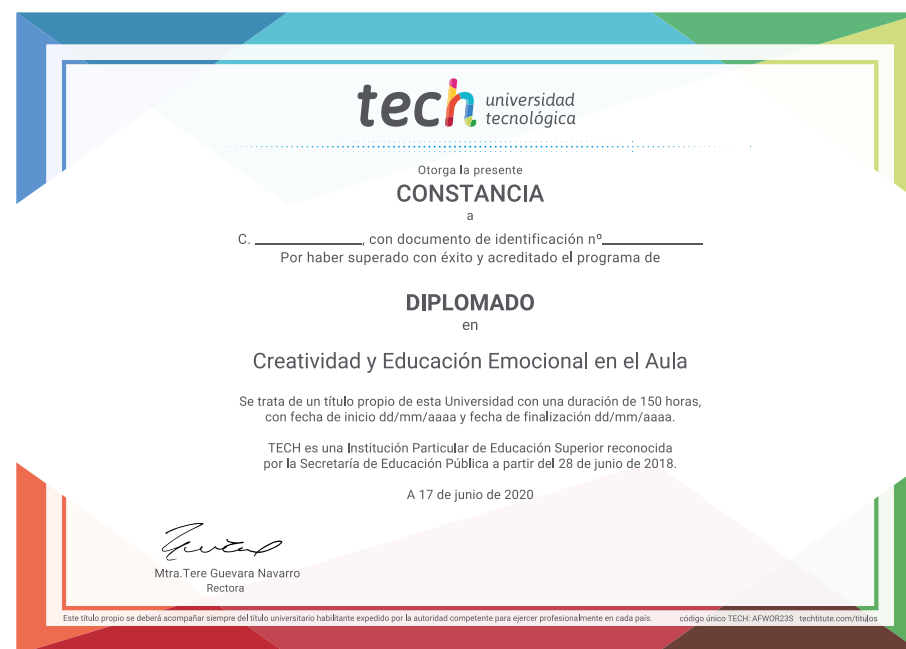 tech universidad
tecnológica
Otorga la presente
CONSTANCIA
a
C. ____________, con documento de identificación nº____________
Por haber superado con éxito y acreditado el programa de
DIPLOMADO
en
Creatividad y Educación Emocional en el Aula
Se trata de un título propio de esta Universidad con una duración de 150 horas,
con fecha de inicio dd/mm/aaaa y fecha de finalización dd/mm/aaaa.
TECH es una Institución Particular de Educación Superior reconocida
por la Secretaría de Educación Pública a partir del 28 de junio de 2018.
A 17 de junio de 2020
Mtra.Tere Guevara Navarro
Rectora
Este título propio se deberá acompañar siempre del título universitario habilitante expedido por la autoridad competente para ejercer profesionalmente en cada país. código único TECH: AFWOR23S techtitute.com/titulos